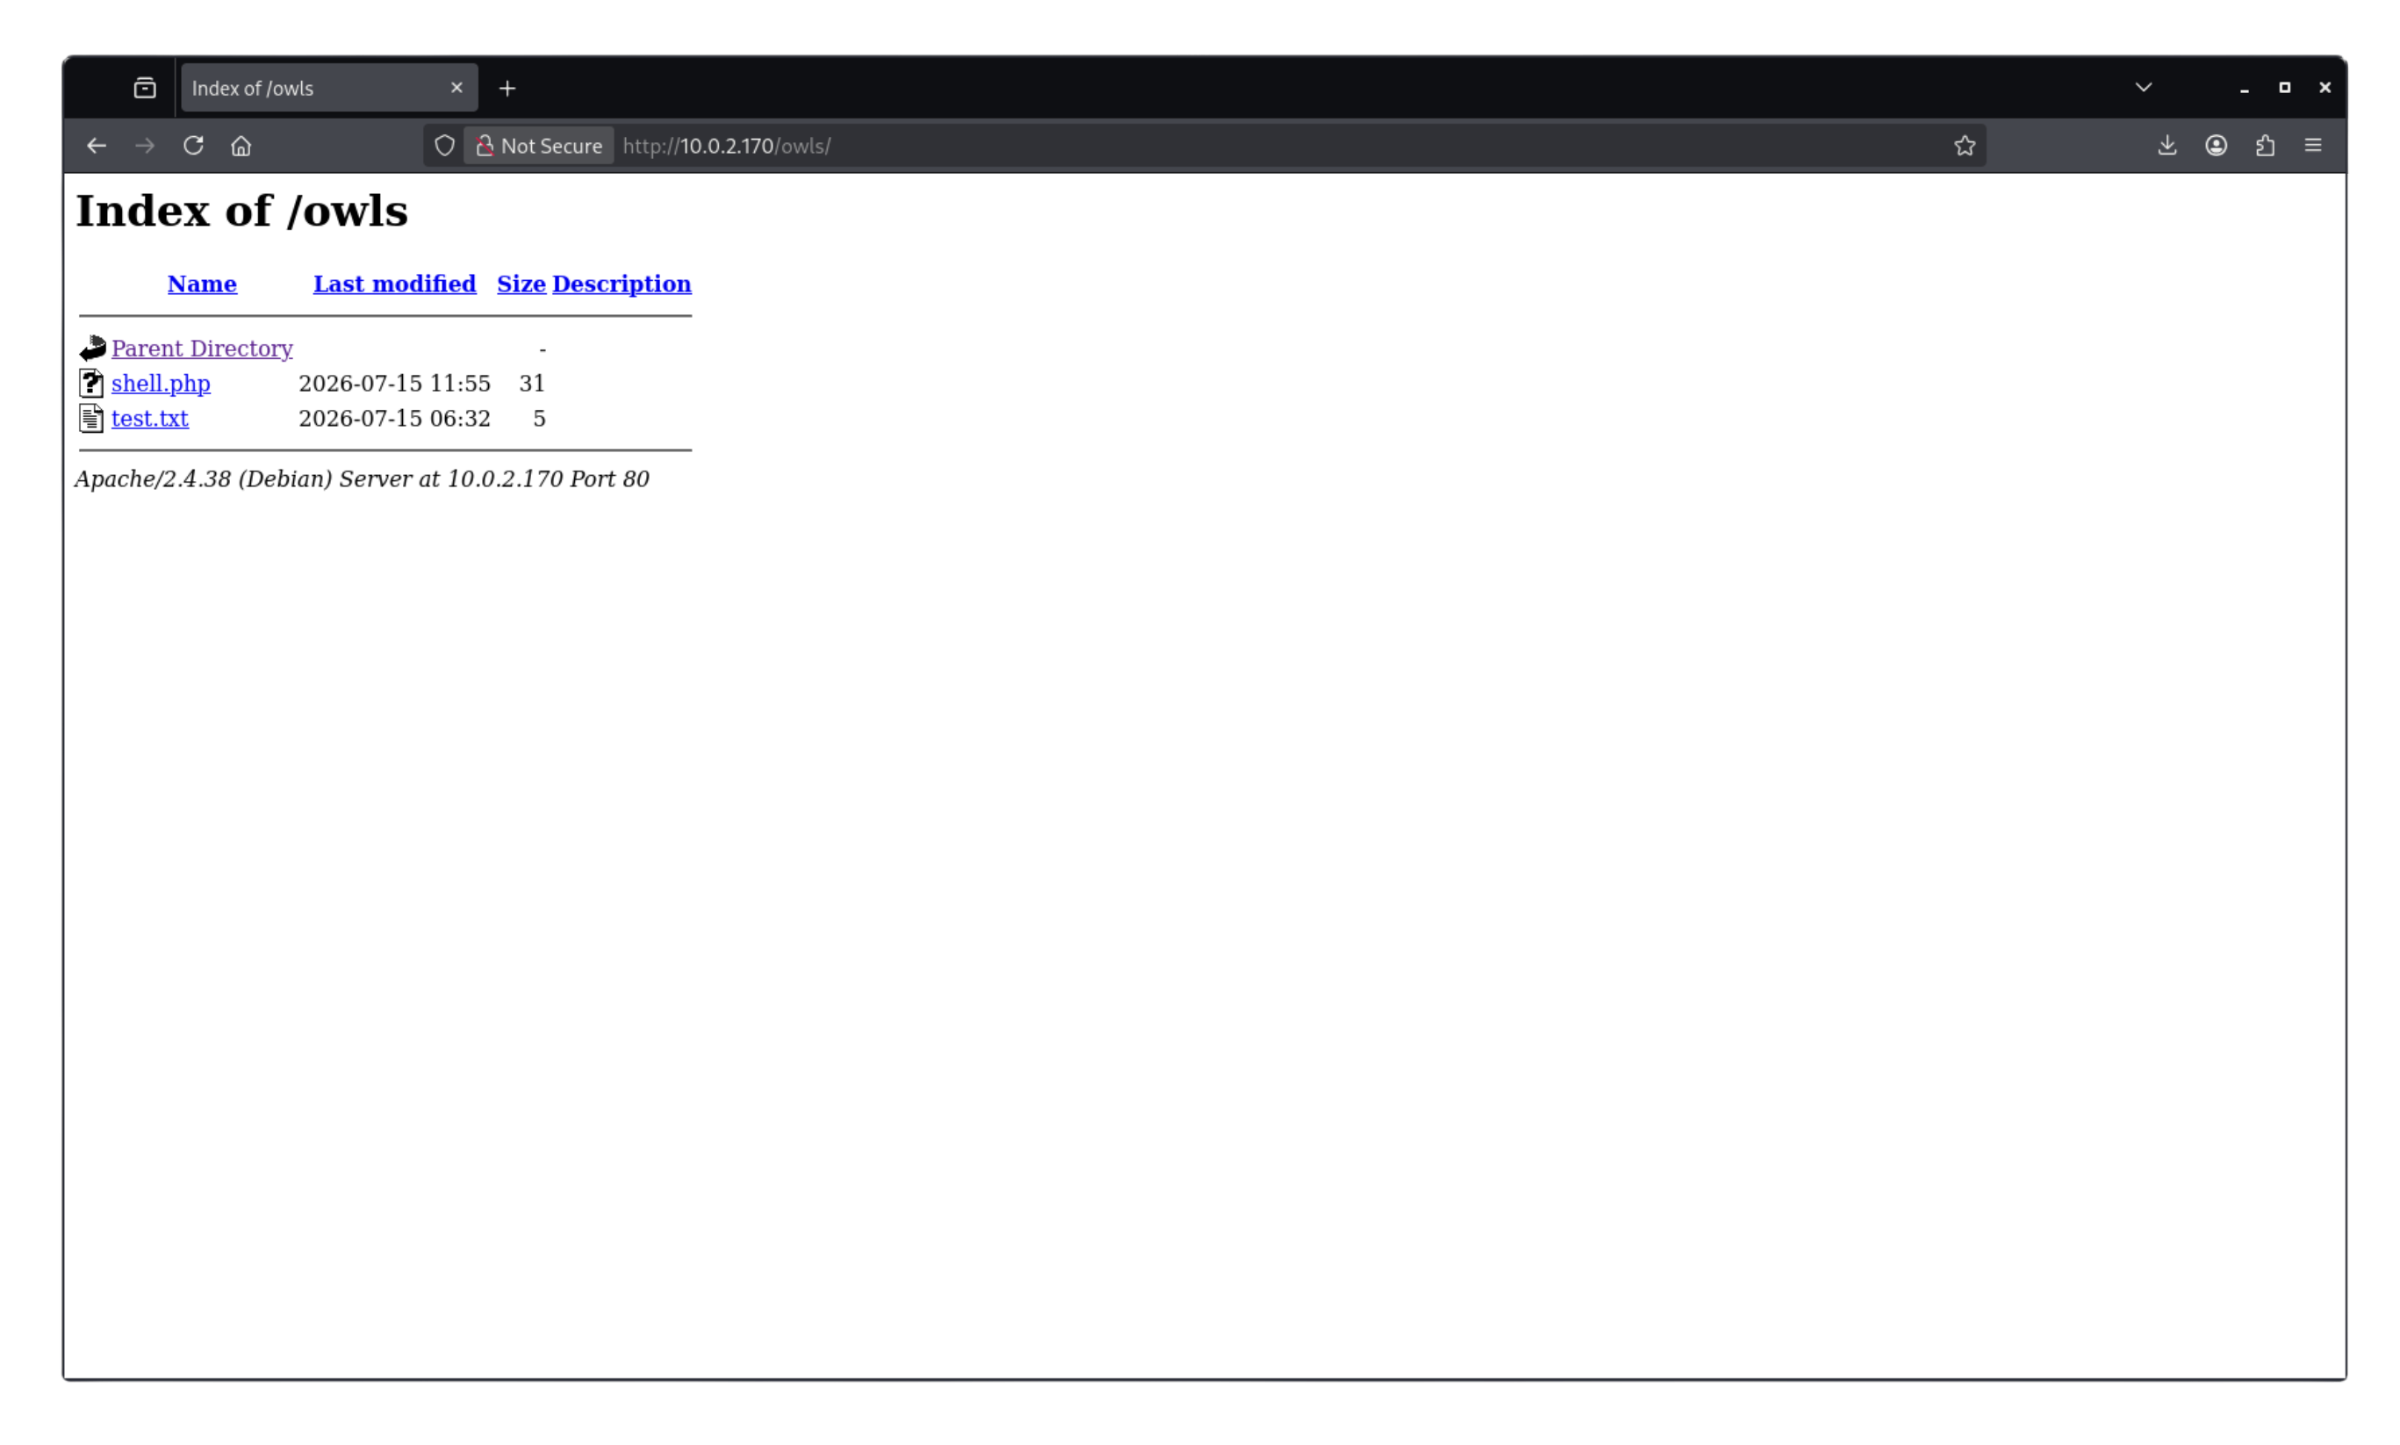 Index of /owls
Not Secure http://10.0.2.170/owls/
Index of /owls
Name Last modified Size Description
Parent Directory -
shell.php 2026-07-15 11:55 31
test.txt 2026-07-15 06:32 5
Apache/2.4.38 (Debian) Server at 10.0.2.170 Port 80